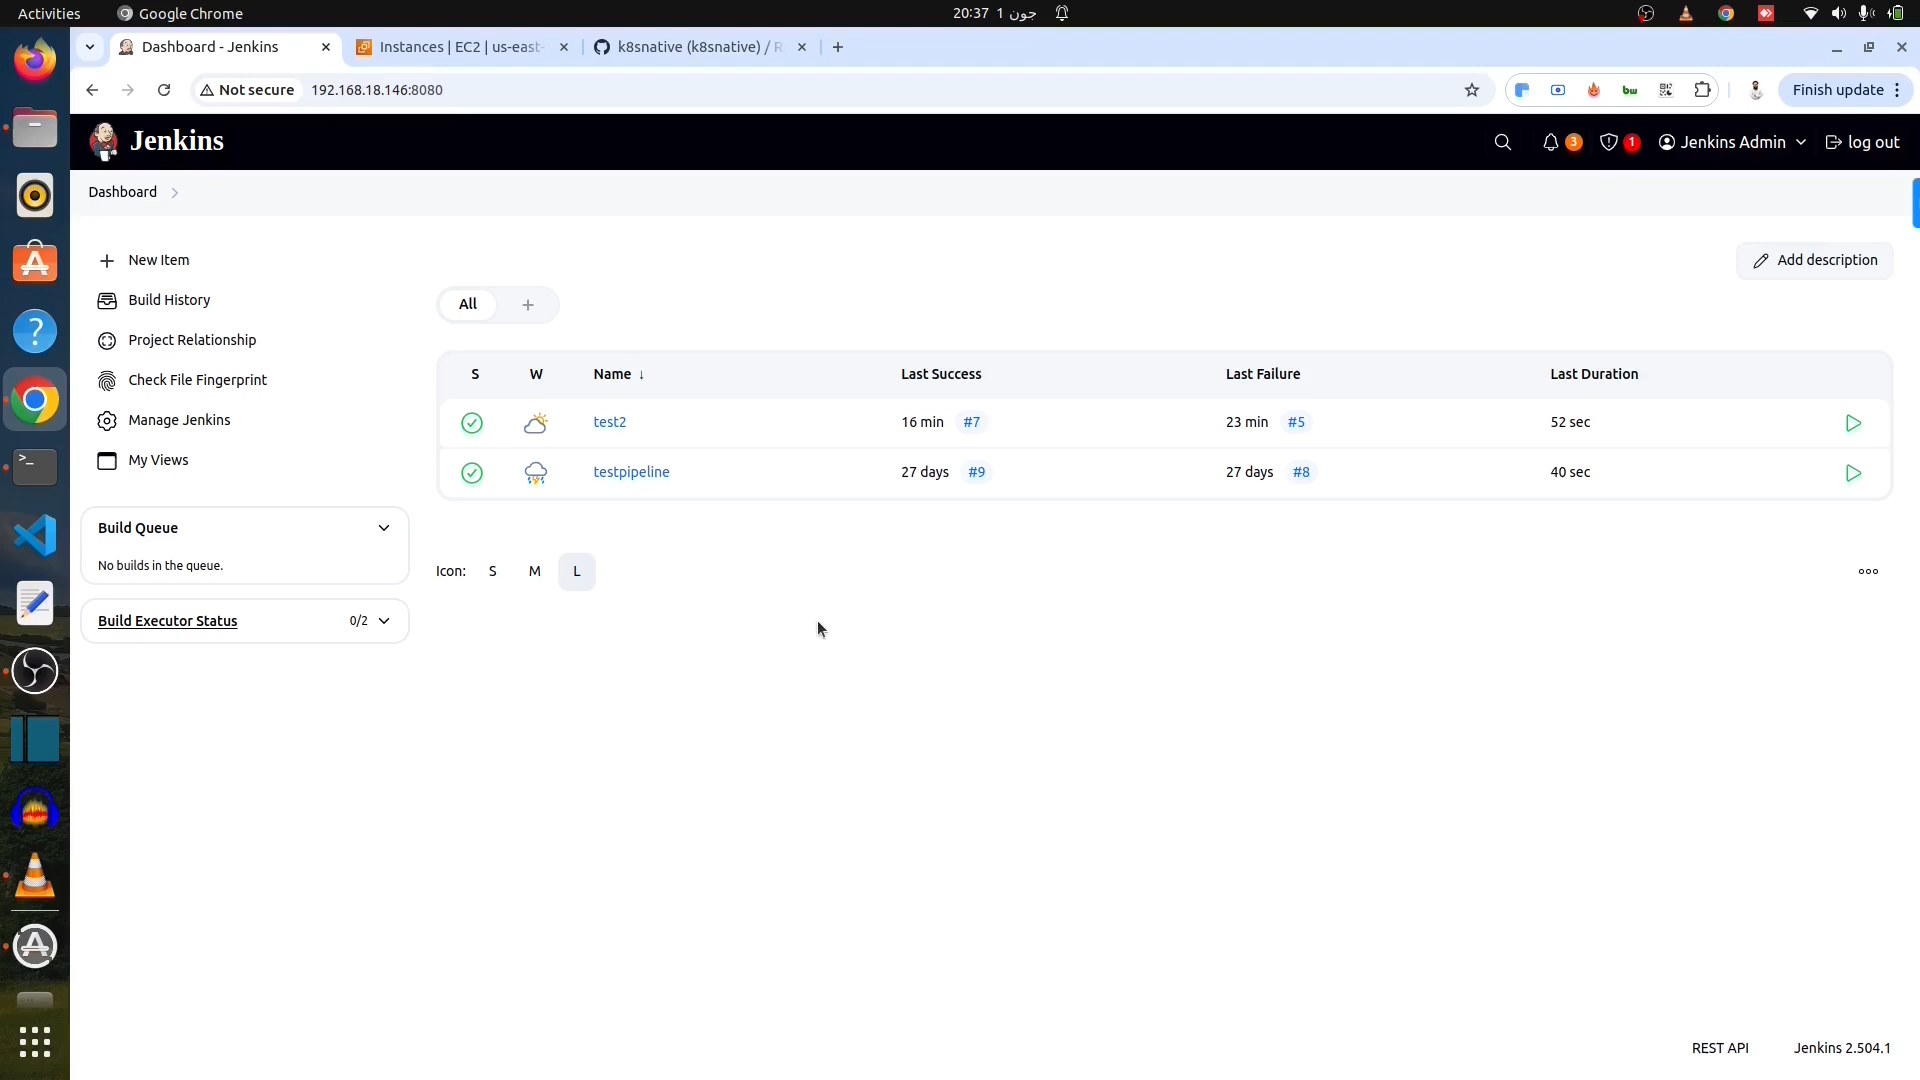 Activities Google Chrome 20:37 1 جون
Dashboard - Jenkins Instances | EC2 | us-east- k8snative (k8snative) / R
Not secure 192.168.18.146:8080 bw Finish update
Jenkins 3 1 Jenkins Admin log out
Dashboard
New Item Add description
Build History All +
Project Relationship
Check File Fingerprint
Manage Jenkins
My Views
S W Name ↓ Last Success Last Failure Last Duration
test2 16 min #7 23 min #5 52 sec
testpipeline 27 days #9 27 days #8 40 sec
Build Queue
No builds in the queue.
Icon: S M L
Build Executor Status 0/2
REST API Jenkins 2.504.1